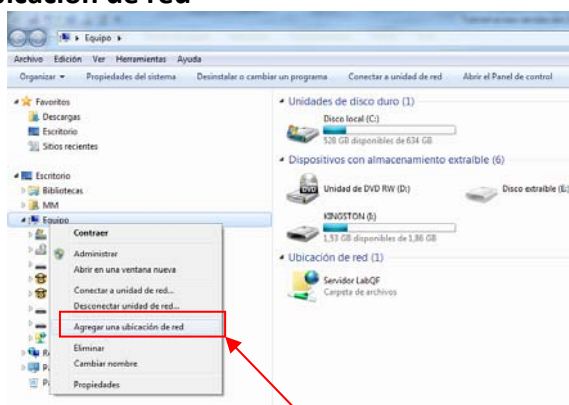 bicación de red
Equipo
Archivo Edición Ver Herramientas Ayuda
Organizar Propiedades del sistema Desinstalar o cambiar un programa Conectar a unidad de red Abrir el Panel de control
Favoritos
Descargas
Escritorio
Sitios recientes
Escritorio
Bibliotecas
MM
Equipo
Contraer
Administrar
Abrir en una ventana nueva
Conectar a unidad de red...
Desconectar unidad de red...
Agregar una ubicación de red
Eliminar
Cambiar nombre
Propiedades
Unidades de disco duro (1)
Disco local (C:)
528 GB disponibles de 634 GB
Dispositivos con almacenamiento extraíble (6)
Unidad de DVD RW (D:) Disco extraíble (E:
KINGSTON
1,53 GB disponibles de 1,86 GB
Ubicación de red (1)
Servidor LabQF
Carpeta de archivos